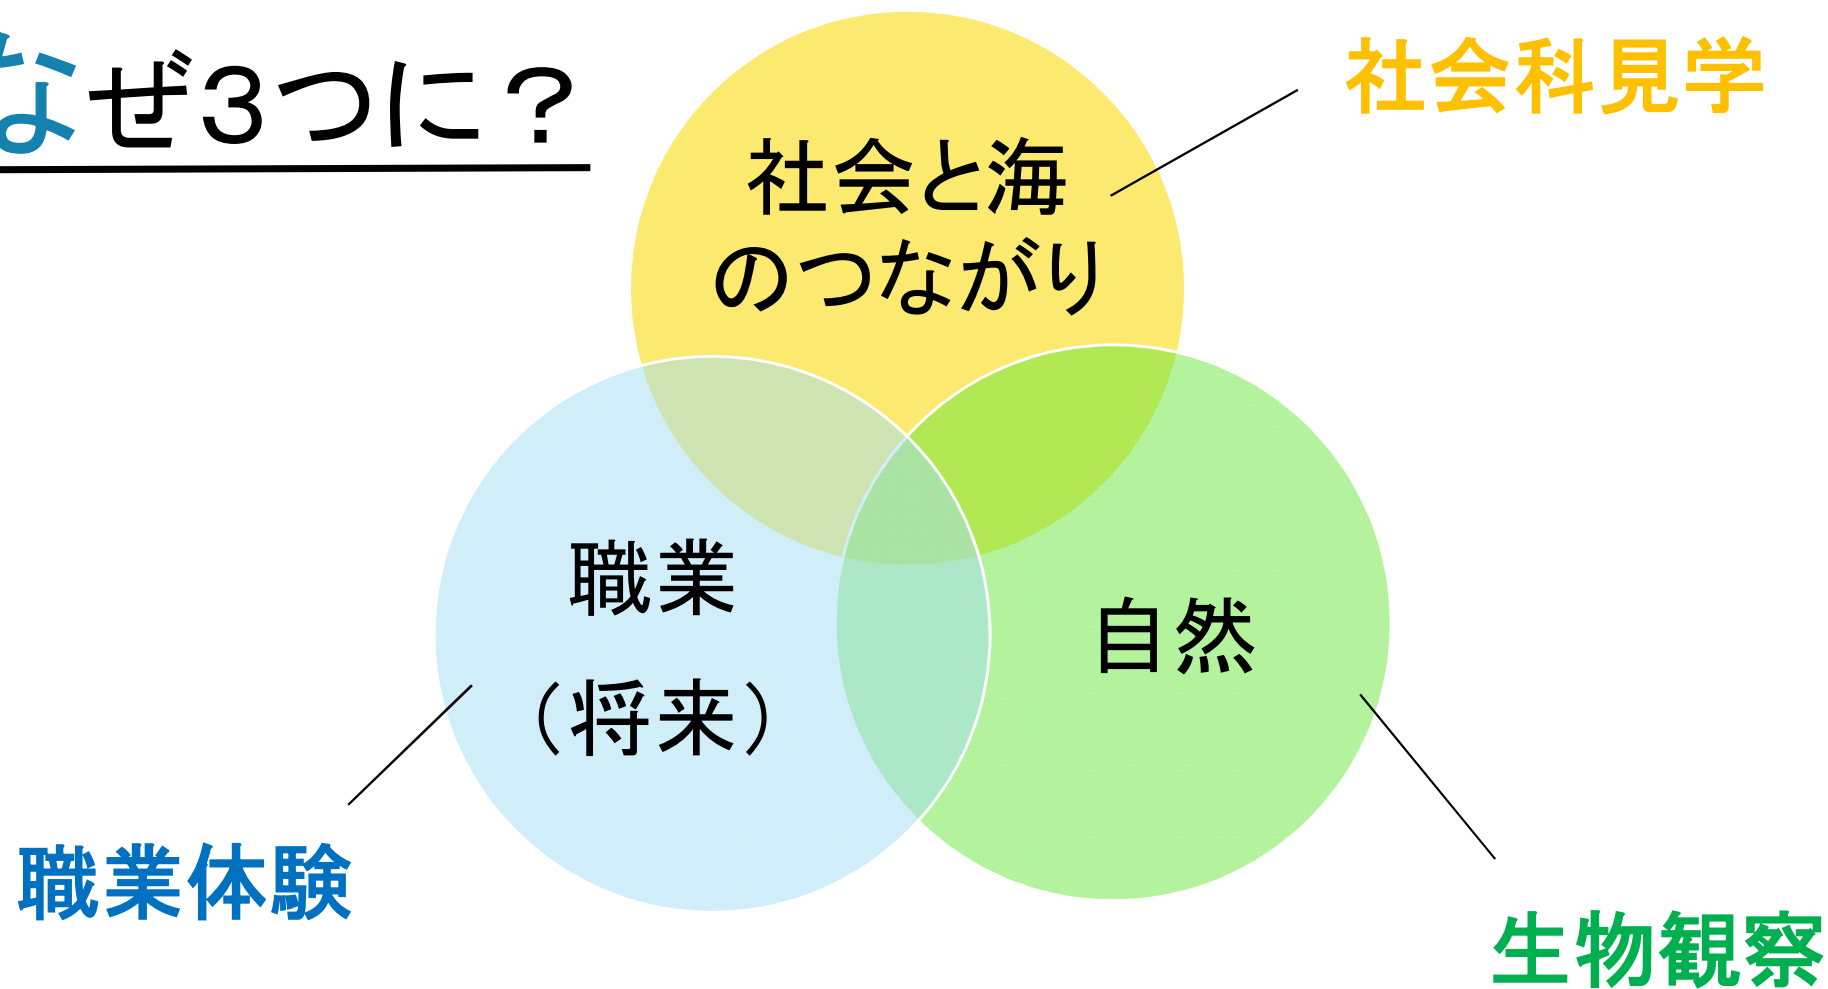 なぜ３つに？
社会科見学
社会と海
のつながり
職業
（将来）
自然
職業体験
生物観察